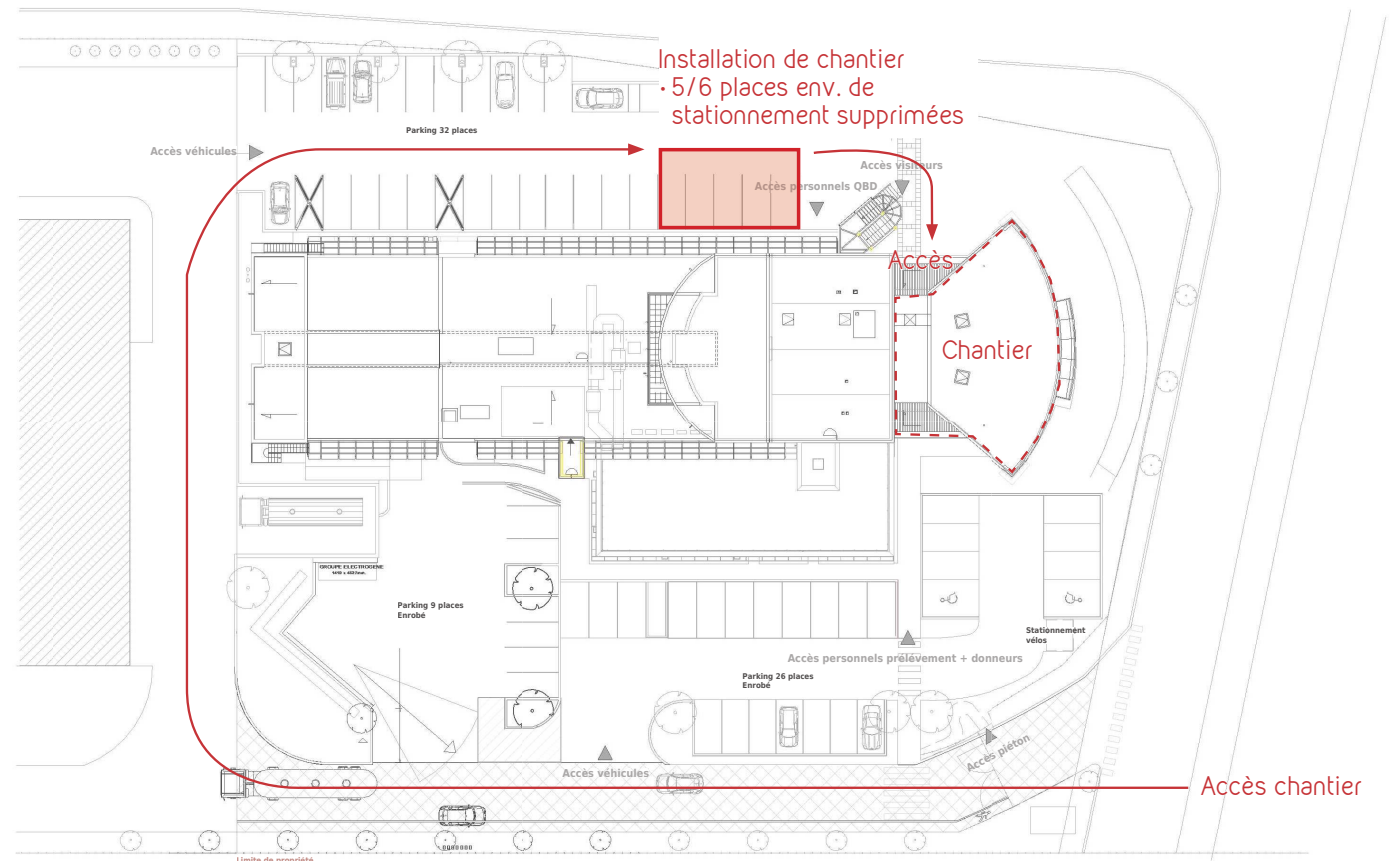 Installation de chantier
· 5/6 places env. de
stationnement supprimées
Parking 32 places
Accès véhicules
Accès visiteurs
Accès personnels QBD
Accès
Chantier
GROUPE ELECTROGENE
Parking 9 places
Enrobé
Stationnement
vélos
Accès personnels prélèvement + donneurs
Parking 26 places
Enrobé
Accès piéton
Accès véhicules
Accès chantier
Limite de propriété